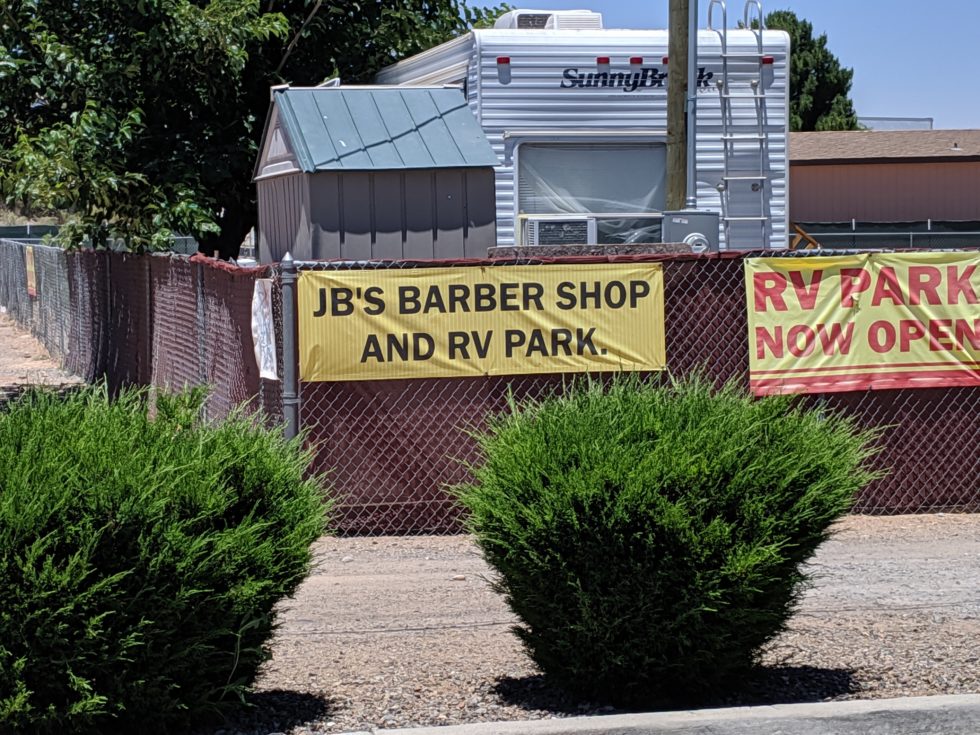 SunnyBrook
JB'S BARBER SHOP
AND RV PARK.
RV PARK
NOW OPEN